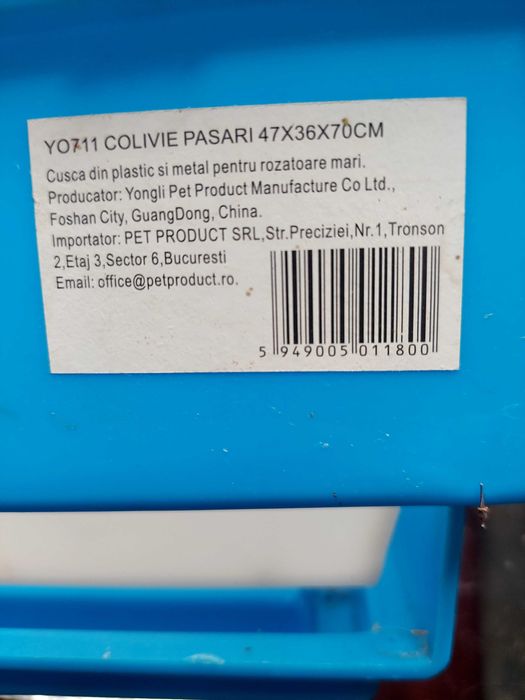 YO711 COLIVIE PASARI 47X36X70CM
Cusca din plastic si metal pentru rozatoare mari.
Producator: Yongli Pet Product Manufacture Co Ltd.,
Foshan City, GuangDong, China.
Importator: PET PRODUCT SRL,Str.Preciziei,Nr.1,Tronson
2,Etaj 3,Sector 6,Bucuresti
Email: office@petproduct.ro.
5 949005 011800